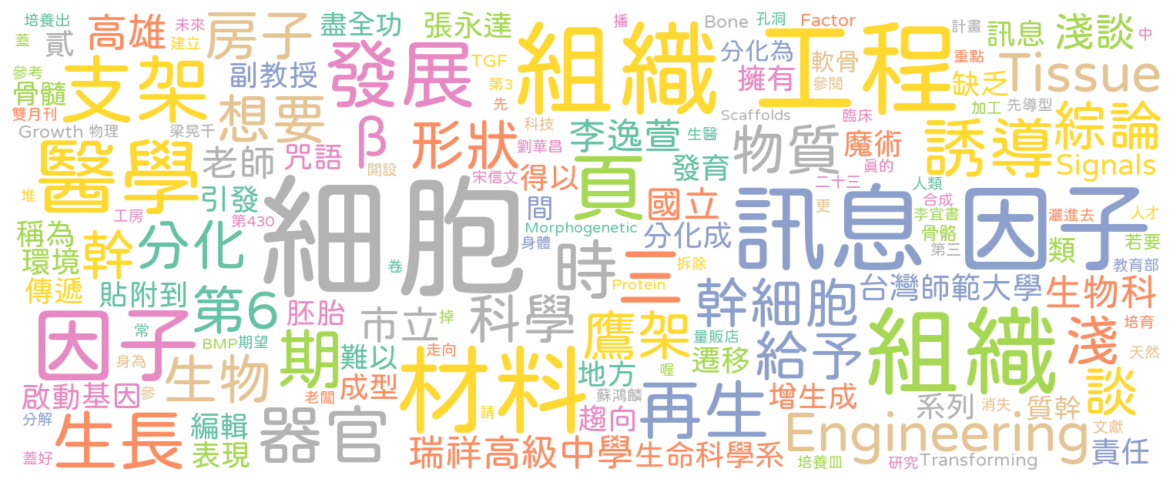 培養出
蓋
未來
貳
高雄
建立
房子
盡全功
張永達
播
Bone
孔洞
Factor
計畫
訊息
淺談
中
參考
骨髓
支架
副教授
發展
TGF
第3
先
組織工程
分化為
軟骨
擁有
參閱
缺乏
重點
Tissue
雙月刊
Growth
物理
梁晃千
想要
β
形狀
科技
劉華昌
李逸萱
生醫
Scaffolds
物質
臨床
魔術
加工
先導型
誘導
綜論
Signals
醫學
老師
咒語
開設
宋信文
得以
發育
二十三
真的
人類
堆
工房
引發
第430
細胞
間
頁
國立
更
合成
李宜書
灑進去
人才
稱為
環境
幹
分化
Morphogenetic
身體
分化成
訊息因子
骨骼
第三
類
若要
教育部
傳遞
貼附到
第6
胚胎
卷
時
三
拆除
Protein
幹細胞
台灣師範大學
生物科
因子
常
BMP
期望
市立
科學
鷹架
量販店
組織
淺
培育
身為
生物
期
難以
掉
走向
材料
地方
喔
遷移
給予
天然
啟動基因
參
老闆
成型
蘇鴻麟
再生
增生成
系列
消失
質幹
談
分解
生長
編輯
器官
請
趨向
Engineering
文獻
蓋好
表現
瑞祥高級中學
生命科學系
培養皿
研究
Transforming
責任